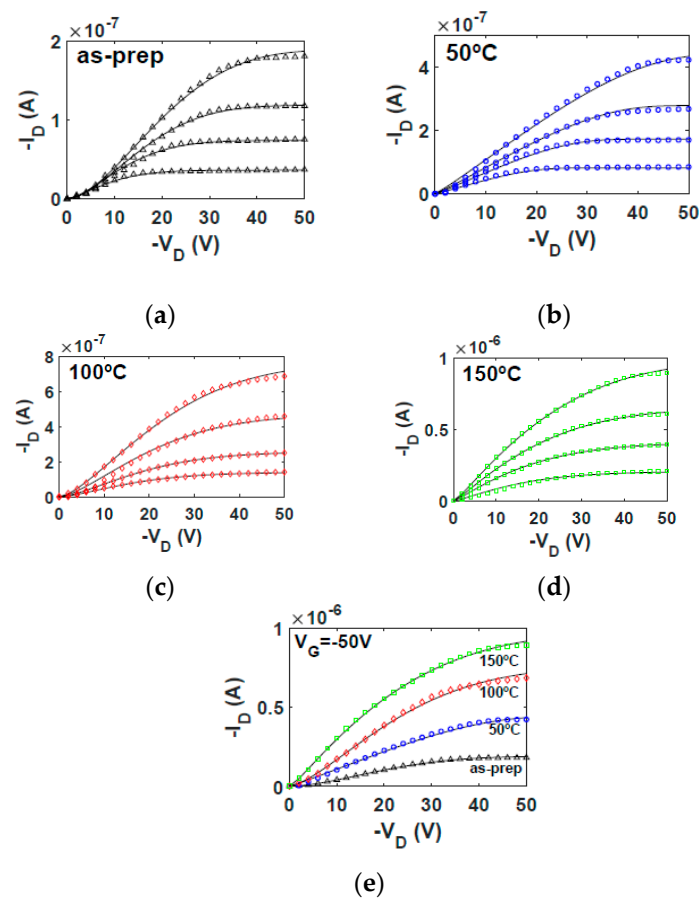 ×10⁻⁷
as-prep
2
1
0
-I_D (A)
0 10 20 30 40 50
-V_D (V)
(a)
×10⁻⁷
50ºC
4
2
0
-I_D (A)
0 10 20 30 40 50
-V_D (V)
(b)
×10⁻⁷
100ºC
8
6
4
2
0
-I_D (A)
0 10 20 30 40 50
-V_D (V)
(c)
×10⁻⁶
150ºC
1
0.5
0
-I_D (A)
0 10 20 30 40 50
-V_D (V)
(d)
×10⁻⁶
V_G=-50V
1
0.5
0
-I_D (A)
150ºC
100ºC
50ºC
as-prep
0 10 20 30 40 50
-V_D (V)
(e)